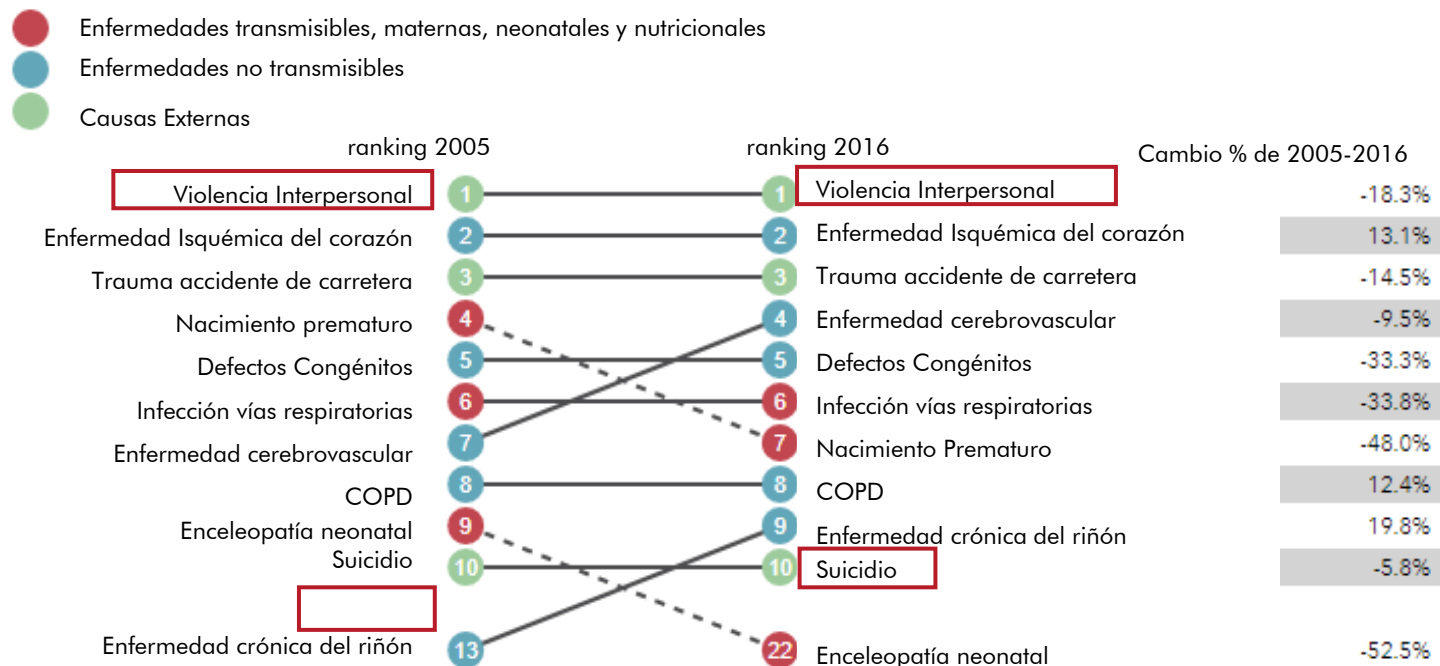 Enfermedades transmisibles, maternas, neonatales y nutricionales
Enfermedades no transmisibles
Causas Externas
ranking 2005 ranking 2016 Cambio % de 2005-2016
Violencia Interpersonal 1 1 Violencia Interpersonal -18.3%
Enfermedad Isquémica del corazón 2 2 Enfermedad Isquémica del corazón 13.1%
Trauma accidente de carretera 3 3 Trauma accidente de carretera -14.5%
Nacimiento prematuro 4 4 Enfermedad cerebrovascular -9.5%
Defectos Congénitos 5 5 Defectos Congénitos -33.3%
Infección vías respiratorias 6 6 Infección vías respiratorias -33.8%
Enfermedad cerebrovascular 7 7 Nacimiento Prematuro -48.0%
COPD 8 8 COPD 12.4%
Enceleopatía neonatal 9 9 Enfermedad crónica del riñón 19.8%
Suicidio 10 10 Suicidio -5.8%
Enfermedad crónica del riñón 13 22 Enceleopatía neonatal -52.5%